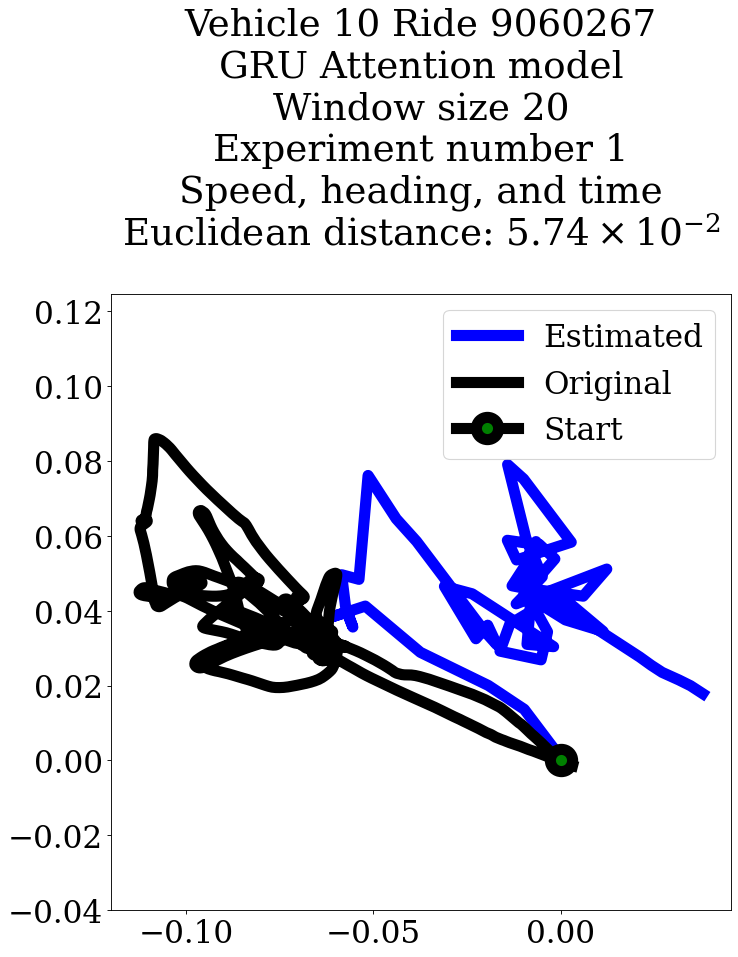 Vehicle 10 Ride 9060267
GRU Attention model
Window size 20
Experiment number 1
Speed, heading, and time
Euclidean distance: 5.74 × 10⁻²
Estimated
Original
Start
0.12
0.10
0.08
0.06
0.04
0.02
0.00
−0.02
−0.04
−0.10
−0.05
0.00